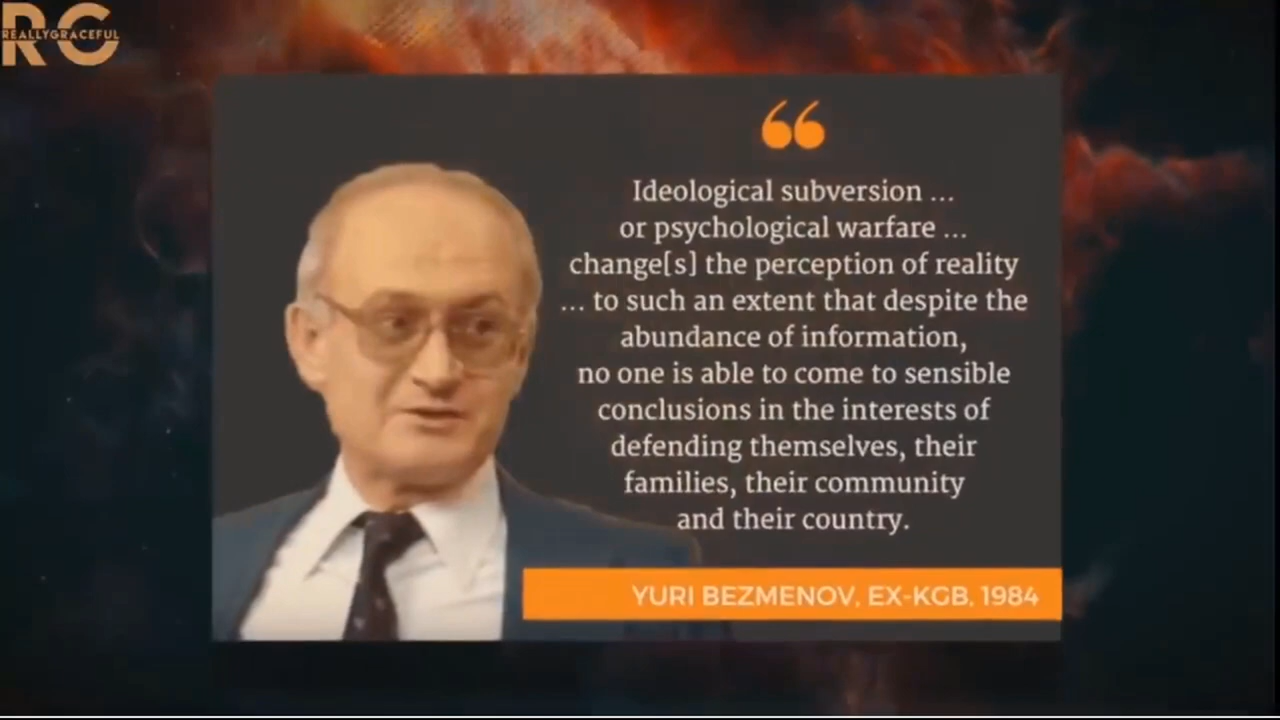 RG
REALLYGRACEFUL
“
Ideological subversion ...
or psychological warfare ...
change[s] the perception of reality
... to such an extent that despite the
abundance of information,
no one is able to come to sensible
conclusions in the interests of
defending themselves, their
families, their community
and their country.
YURI BEZMENOV, EX-KGB, 1984